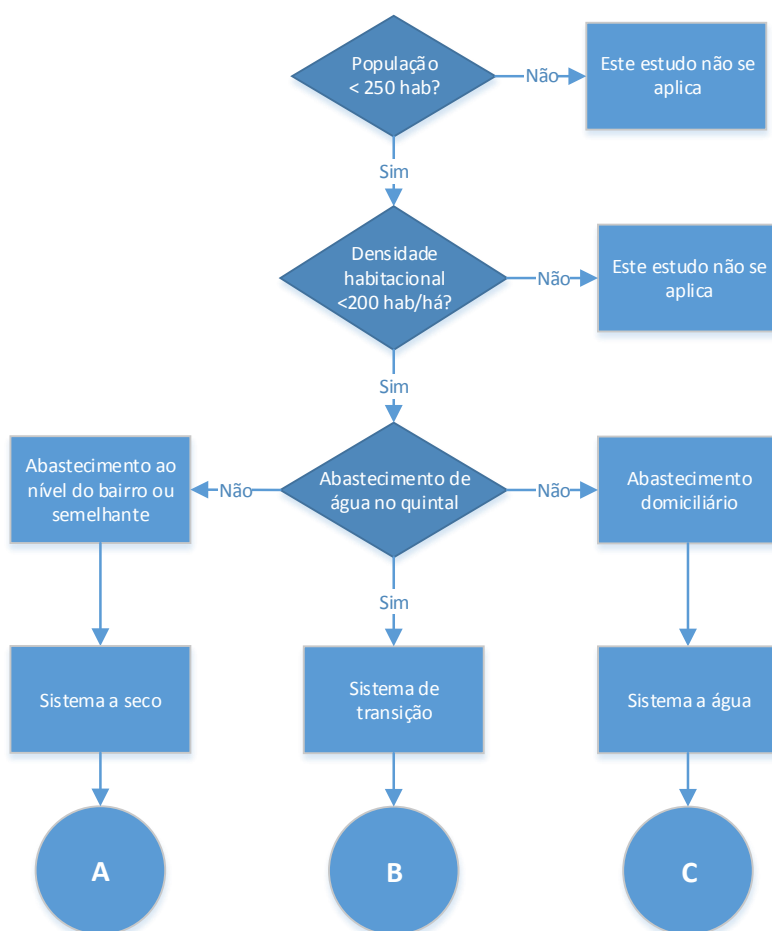 População
< 250 hab?
Não
Este estudo não se
aplica
Sim
Densidade
habitacional
<200 hab/há?
Não
Este estudo não se
aplica
Sim
Abastecimento ao
nível do bairro ou
semelhante
Não
Abastecimento de
água no quintal
Não
Abastecimento
domiciliário
Sim
Sistema a seco
Sistema de
transição
Sistema a água
A
B
C